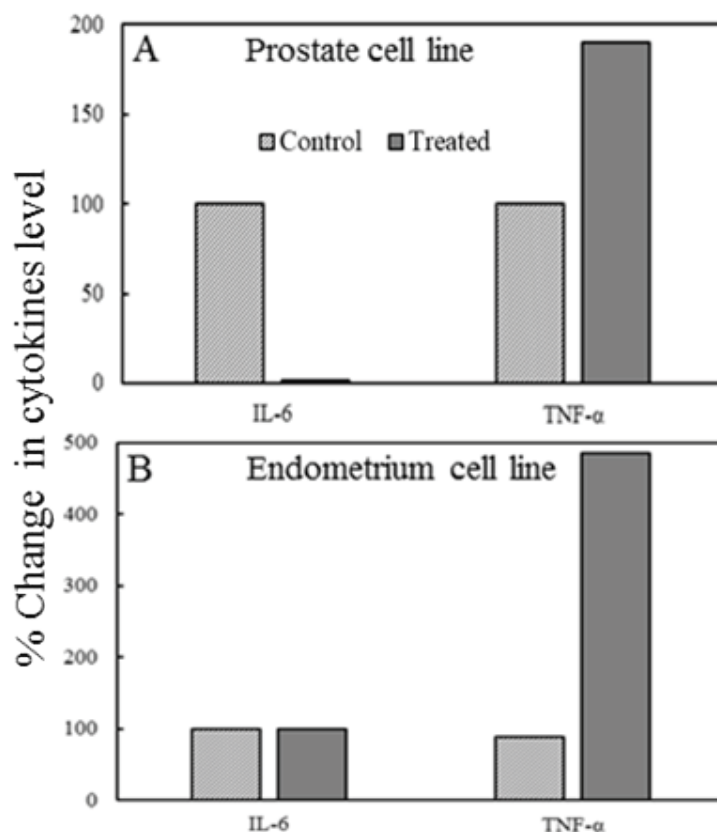 % Change in cytokines level
A Prostate cell line
Control Treated
200
150
100
50
0
IL-6 TNF-α
B Endometrium cell line
500
400
300
200
100
0
IL-6 TNF-α